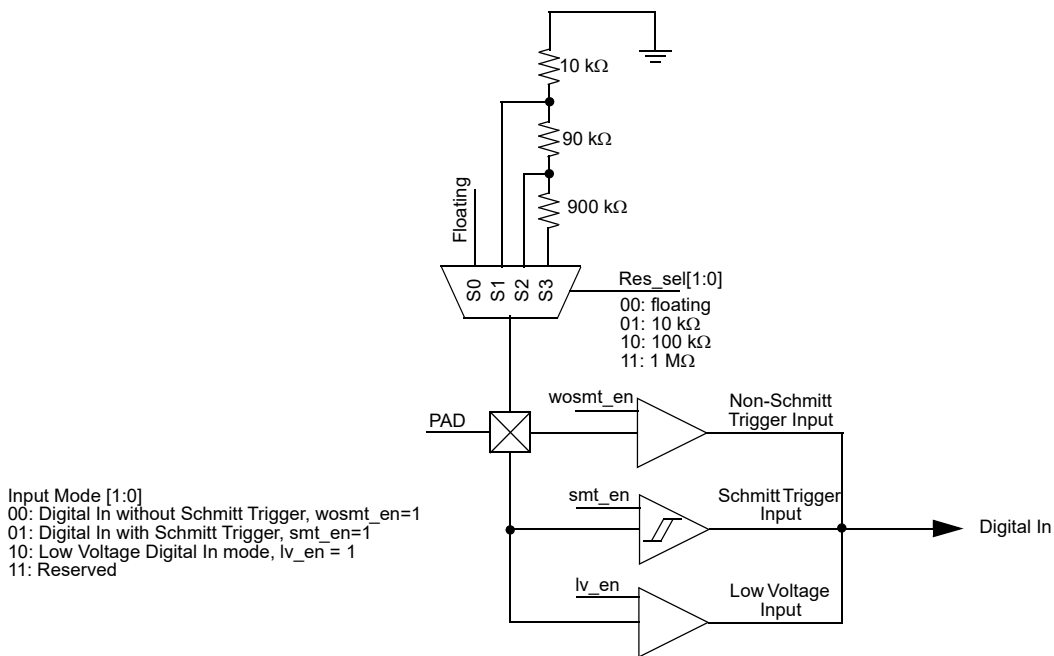 10 kΩ
90 kΩ
900 kΩ
Floating
S0
S1
S2
S3
Res_sel[1:0]
00: floating
01: 10 kΩ
10: 100 kΩ
11: 1 MΩ
PAD
wosmt_en
Non-Schmitt
Trigger Input
Input Mode [1:0]
00: Digital In without Schmitt Trigger, wosmt_en=1
01: Digital In with Schmitt Trigger, smt_en=1
10: Low Voltage Digital In mode, lv_en = 1
11: Reserved
smt_en
Schmitt Trigger
Input
Digital In
lv_en
Low Voltage
Input